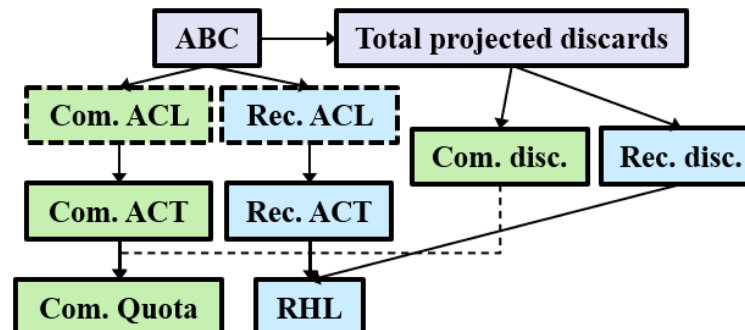 ABC
Total projected discards
Com. ACL
Rec. ACL
Com. disc.
Rec. disc.
Com. ACT
Rec. ACT
Com. Quota
RHL